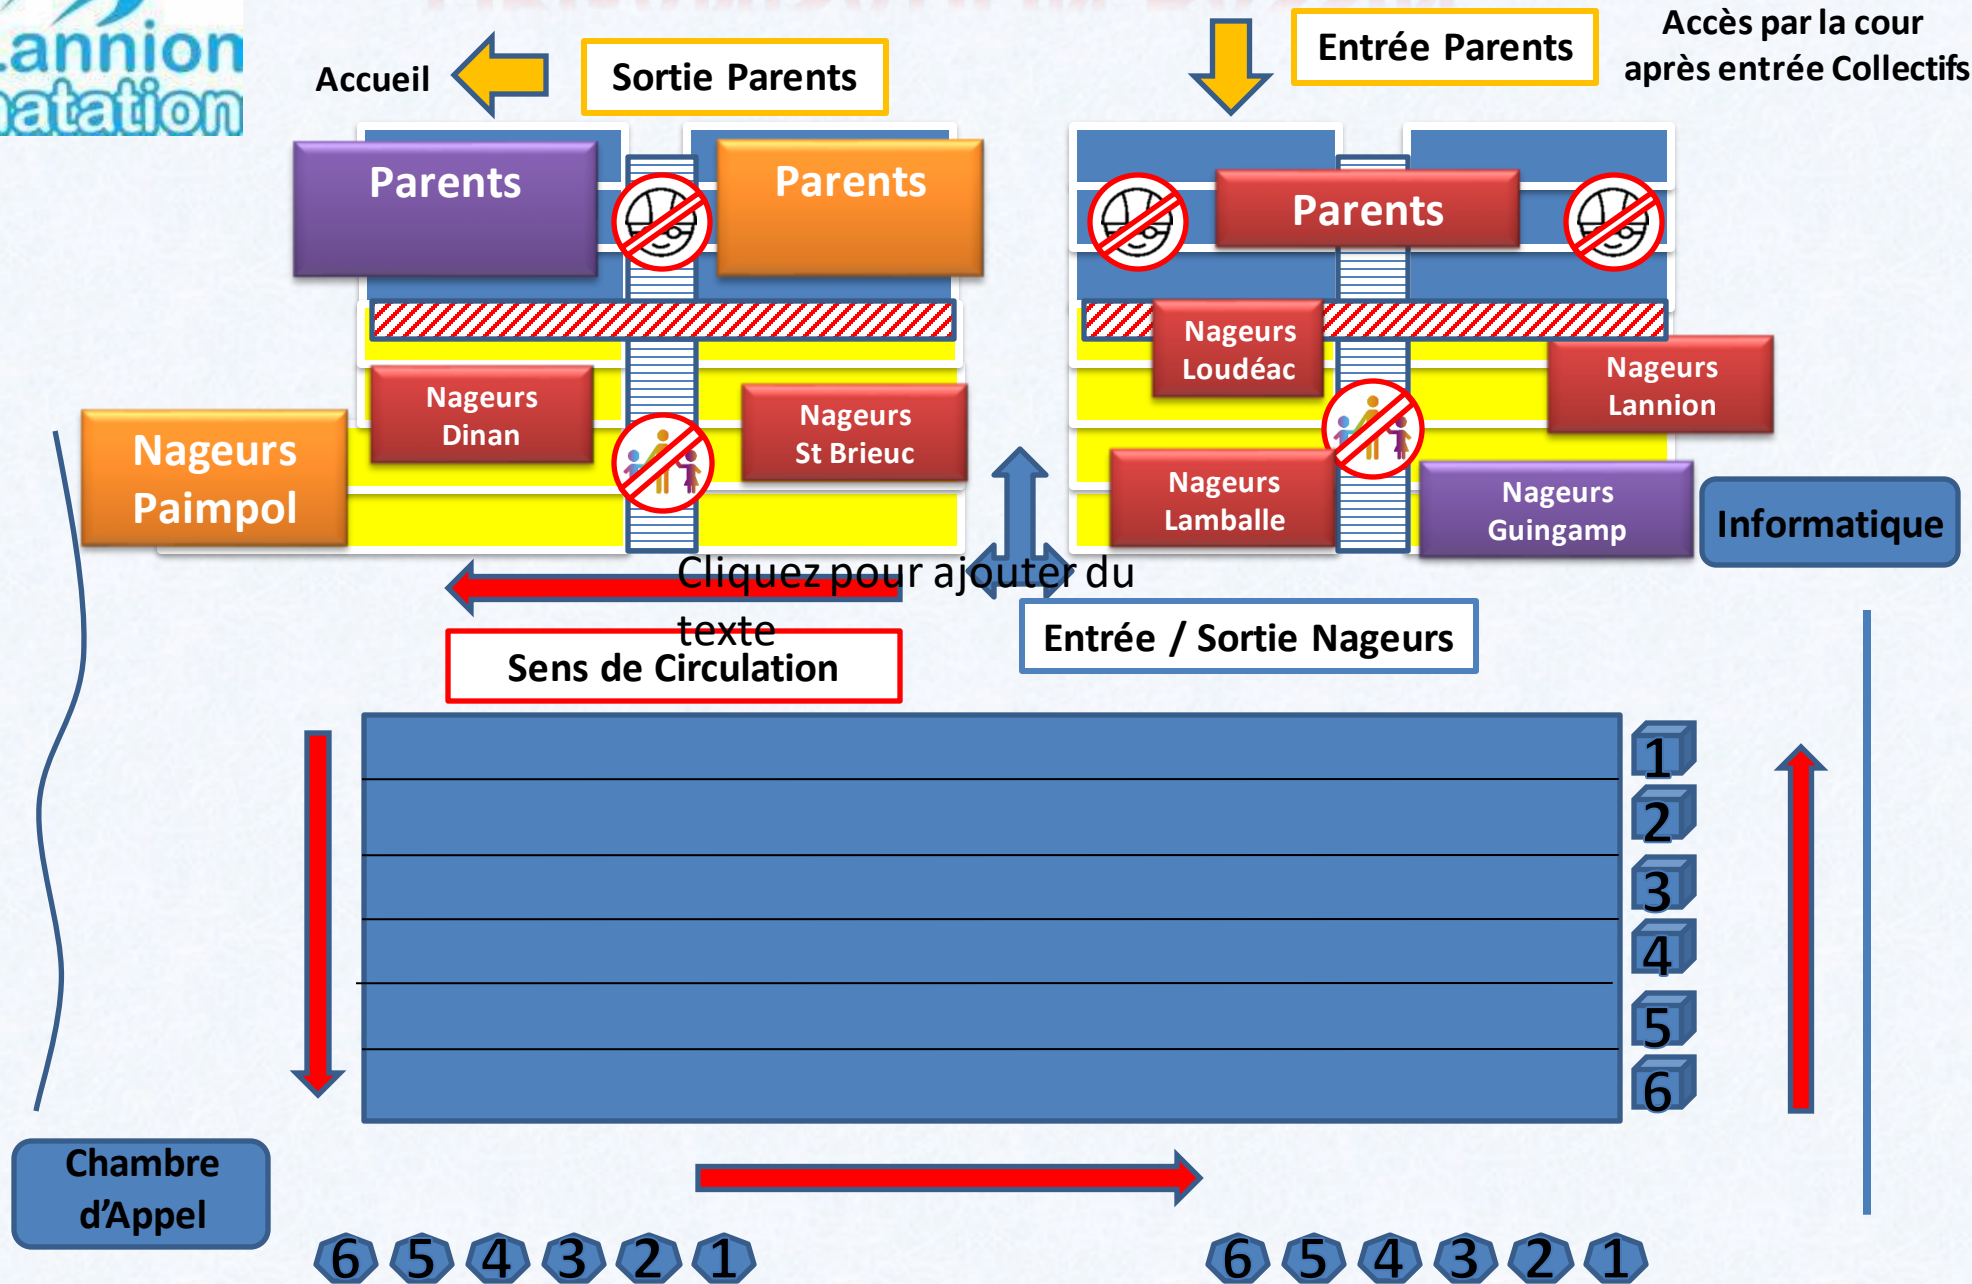 Lannion
natation
Accueil
Sortie Parents
Entrée Parents
Accès par la cour
après entrée Collectifs
Parents
Parents
Parents
Nageurs
Paimpol
Nageurs
Dinan
Nageurs
St Brieuc
Nageurs
Loudéac
Nageurs
Lannion
Nageurs
Lamballe
Nageurs
Guingamp
Informatique
Cliquez pour ajouter du
texte
Sens de Circulation
Entrée / Sortie Nageurs
1
2
3
4
5
6
Chambre
d'Appel
6 5 4 3 2 1
6 5 4 3 2 1